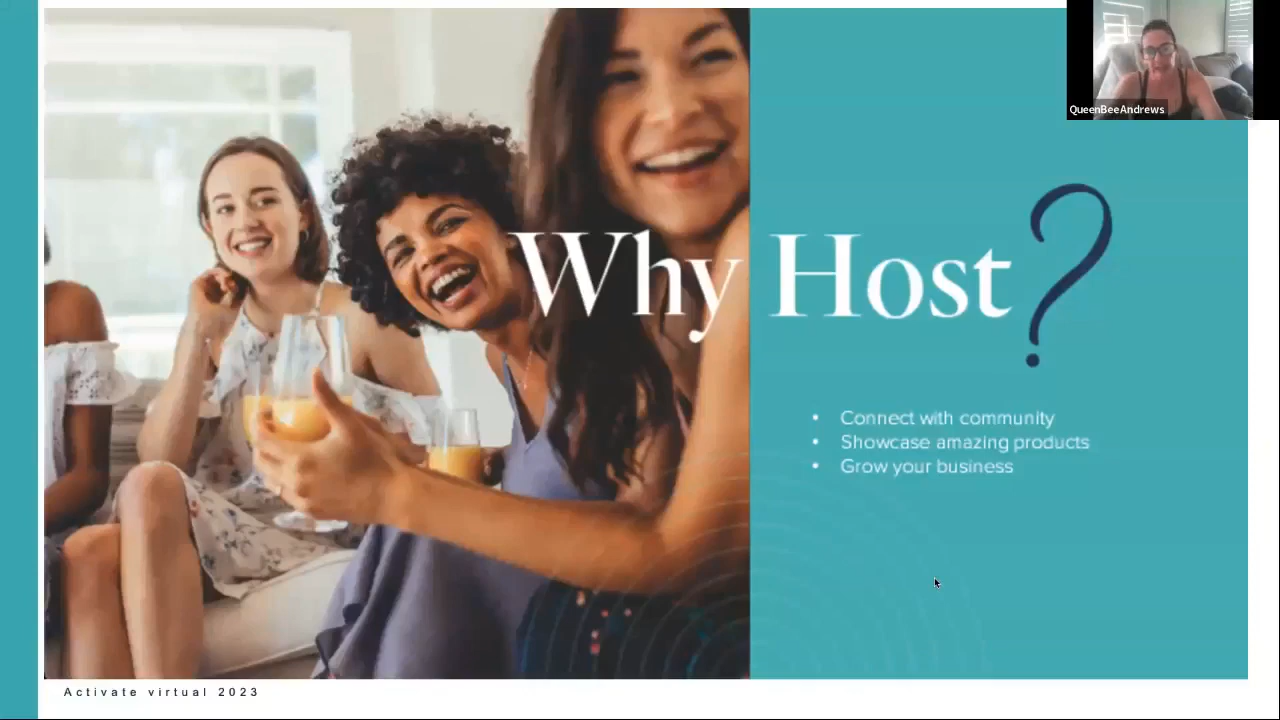 QueenBeeAndrews
Why Host?
• Connect with community
• Showcase amazing products
• Grow your business
Activate virtual 2023